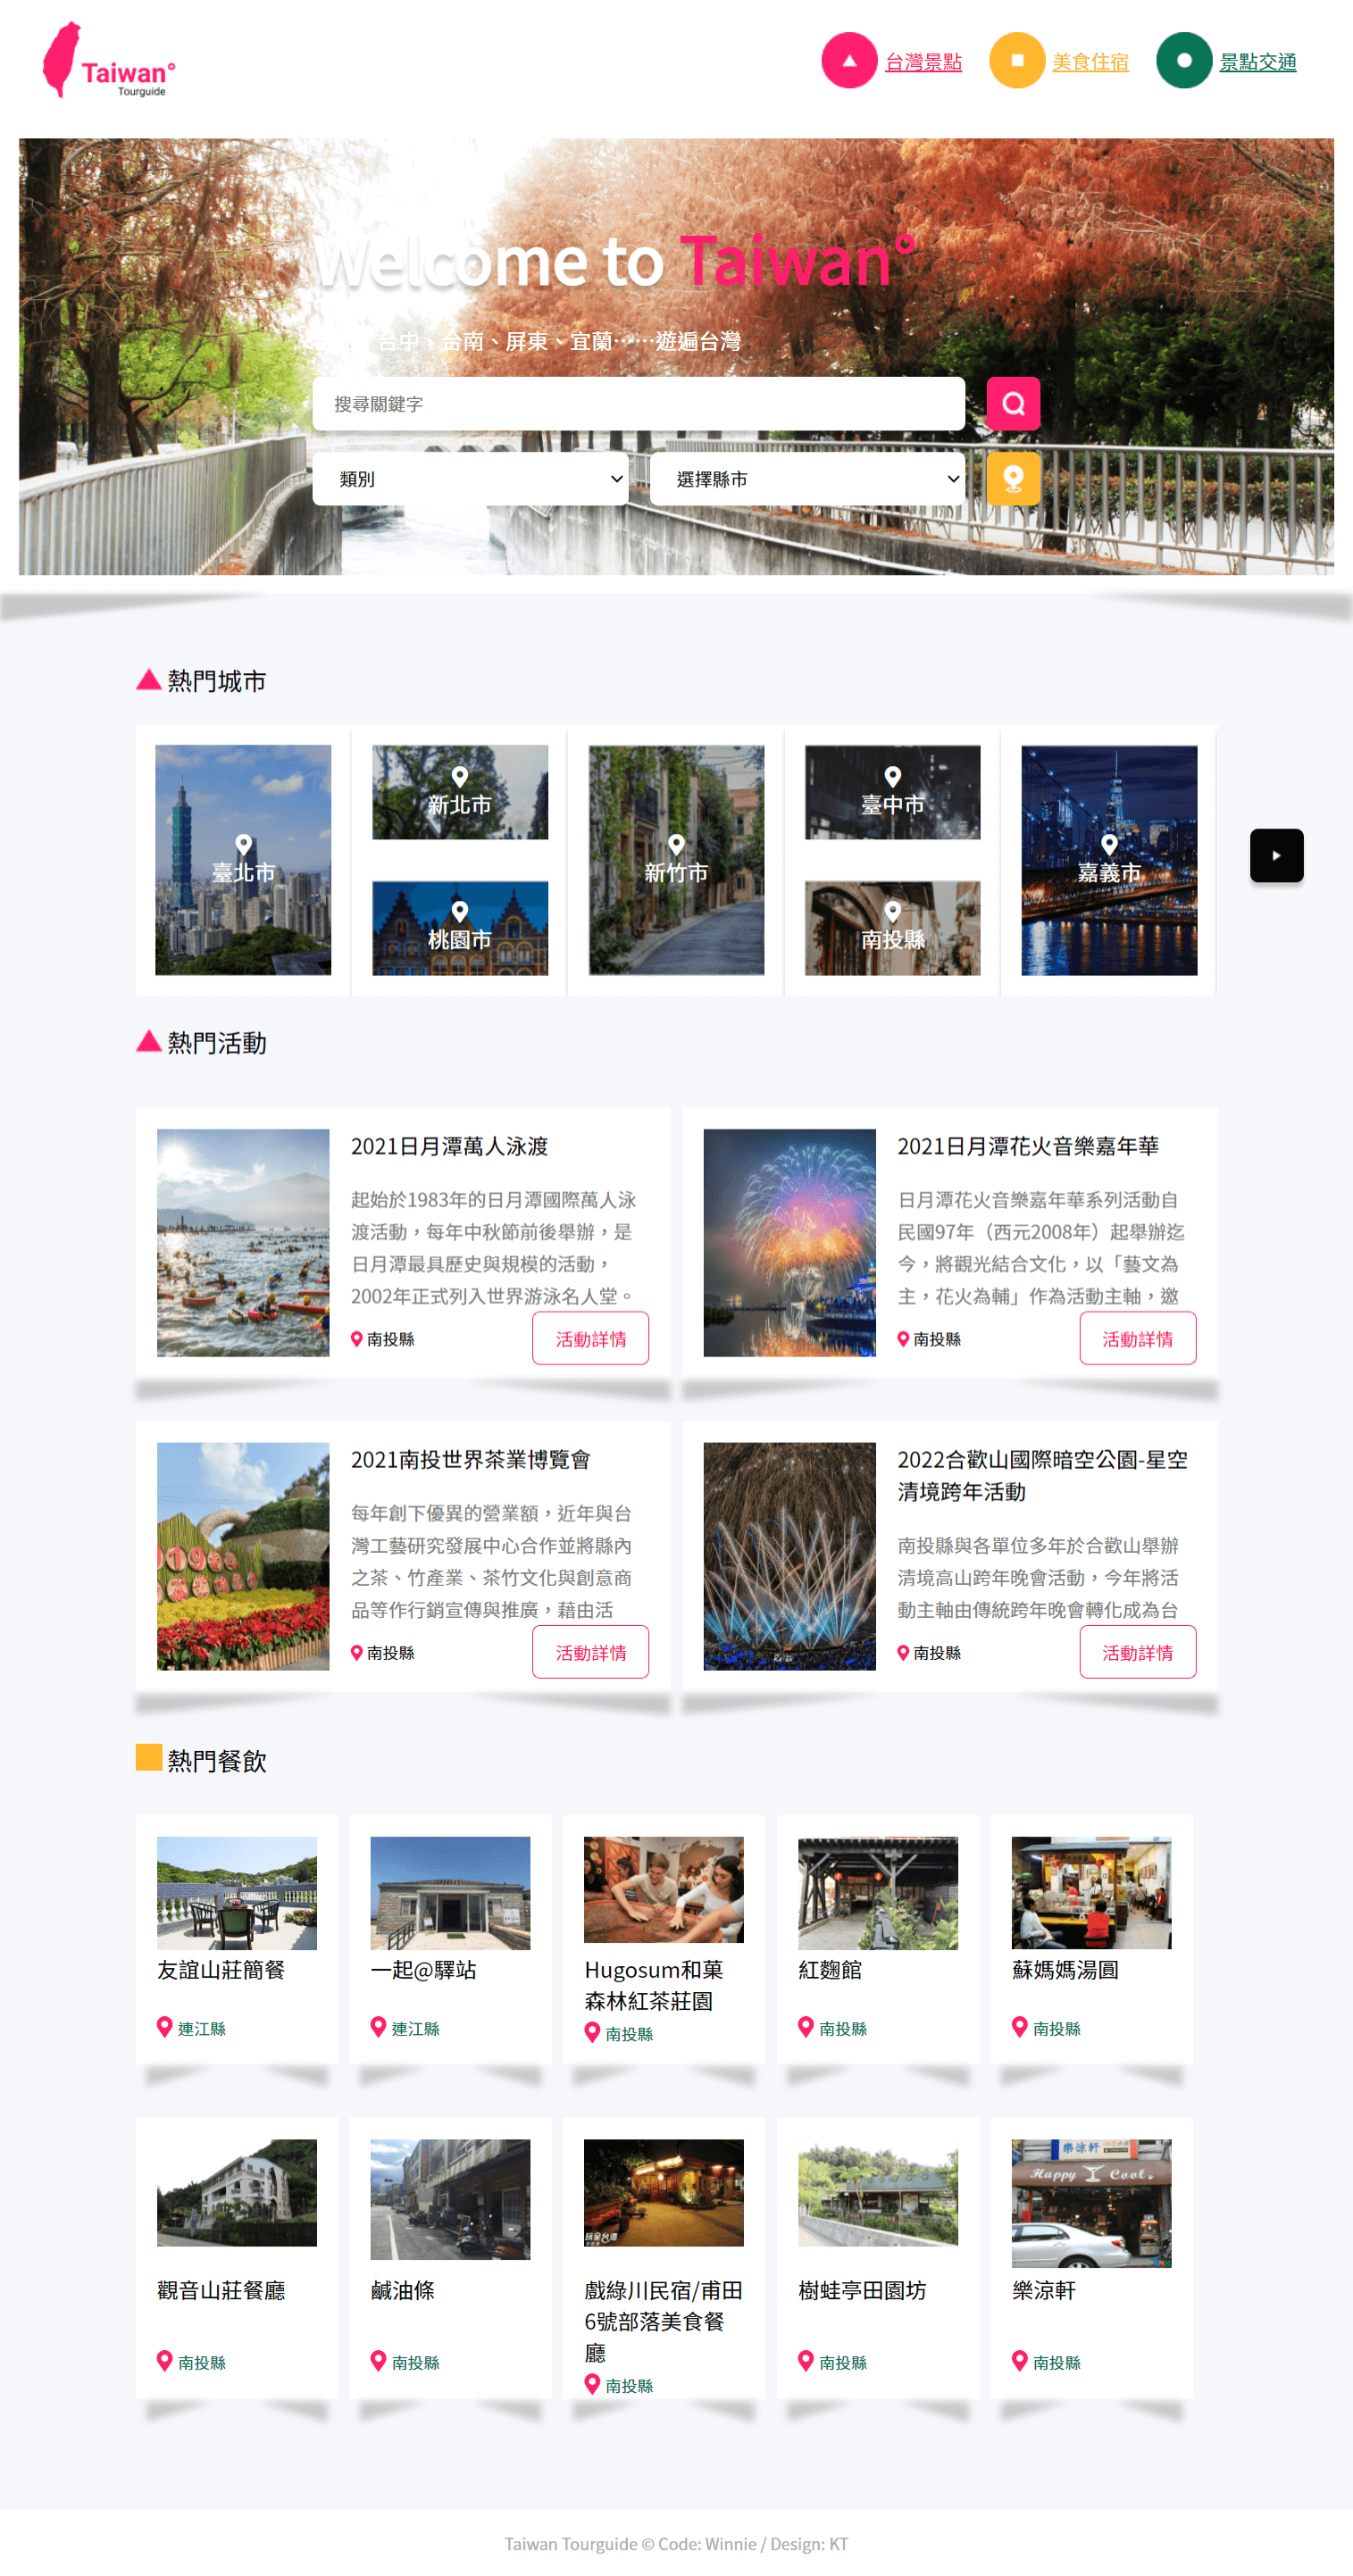 Taiwan°
Tourguide
台灣景點
美食住宿
景點交通
Welcome to Taiwan°
台中、台南、屏東、宜蘭……遊遍台灣
搜尋關鍵字
類別
選擇縣市
熱門城市
臺北市
新北市
桃園市
新竹市
臺中市
南投縣
嘉義市
熱門活動
2021日月潭萬人泳渡
起始於1983年的日月潭國際萬人泳
渡活動，每年中秋節前後舉辦，是
日月潭最具歷史與規模的活動，
2002年正式列入世界游泳名人堂。
南投縣
活動詳情
2021日月潭花火音樂嘉年華
日月潭花火音樂嘉年華系列活動自
民國97年（西元2008年）起舉辦迄
今，將觀光結合文化，以「藝文為
主，花火為輔」作為活動主軸，邀
南投縣
活動詳情
2021南投世界茶業博覽會
每年創下優異的營業額，近年與台
灣工藝研究發展中心合作並將縣內
之茶、竹產業、茶竹文化與創意商
品等作行銷宣傳與推廣，藉由活
南投縣
活動詳情
2022合歡山國際暗空公園-星空
清境跨年活動
南投縣與各單位多年於合歡山舉辦
清境高山跨年晚會活動，今年將活
動主軸由傳統跨年晚會轉化成為台
南投縣
活動詳情
熱門餐飲
友誼山莊簡餐
連江縣
一起@驛站
連江縣
Hugosum和菓
森林紅茶莊園
南投縣
紅麴館
南投縣
蘇媽媽湯圓
南投縣
觀音山莊餐廳
南投縣
鹹油條
南投縣
玩全台灣
戲綠川民宿/甫田
6號部落美食餐
廳
南投縣
樹蛙亭田園坊
南投縣
樂涼軒
Happy Cool.
樂涼軒
南投縣
Taiwan Tourguide © Code: Winnie / Design: KT